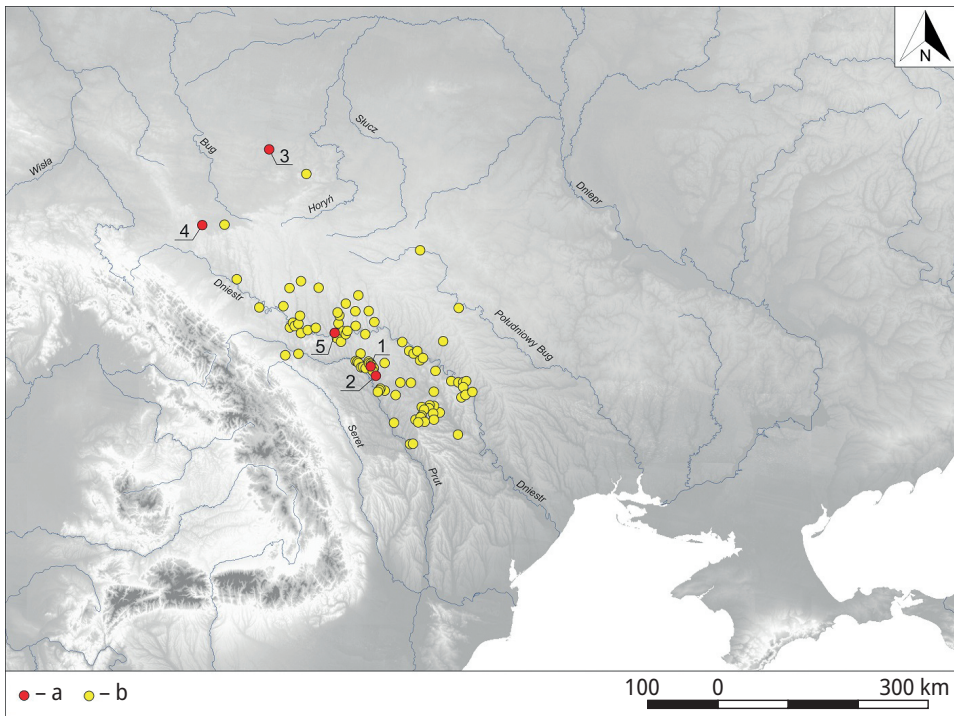 N
3
Słucz
Bug
Wisła
Horyń
Dniepr
4
Dniestr
Południowy Bug
5
1
2
Seret
Prut
Dniestr
– a
– b
100 0 300 km